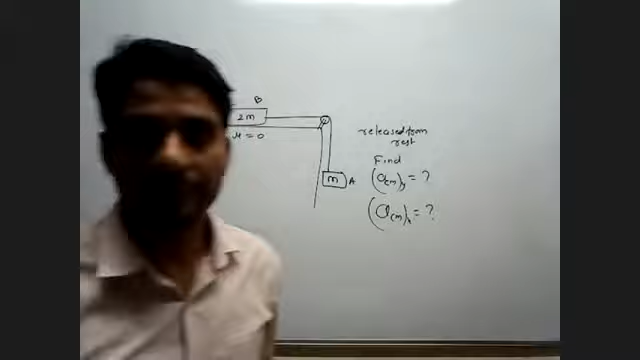 B
2m
μ = 0
m A
released from
rest
Find
(a_cm)_y = ?
(a_cm)_x = ?